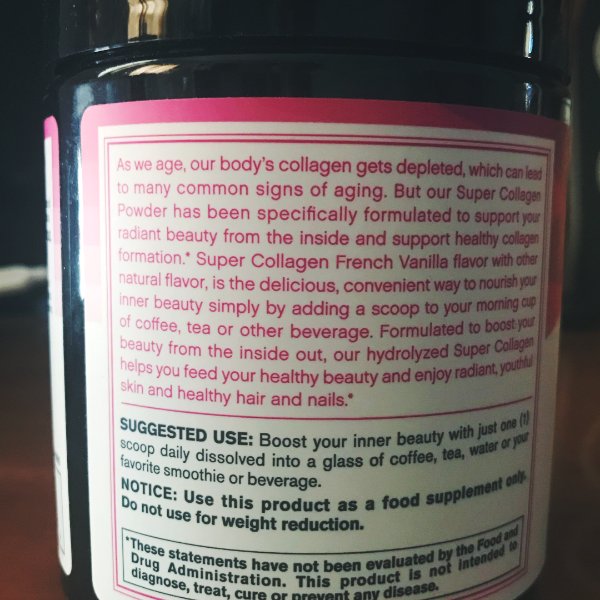 As we age, our body's collagen gets depleted, which can lead
to many common signs of aging. But our Super Collagen
Powder has been specifically formulated to support your
radiant beauty from the inside and support healthy collagen
formation.* Super Collagen French Vanilla flavor with other
natural flavor, is the delicious, convenient way to nourish your
inner beauty simply by adding a scoop to your morning cup
of coffee, tea or other beverage. Formulated to boost your
beauty from the inside out, our hydrolyzed Super Collagen
helps you feed your healthy beauty and enjoy radiant, youthful
skin and healthy hair and nails.*
SUGGESTED USE: Boost your inner beauty with just one (1)
scoop daily dissolved into a glass of coffee, tea, water or your
favorite smoothie or beverage.
NOTICE: Use this product as a food supplement only.
Do not use for weight reduction.
*These statements have not been evaluated by the Food and
Drug Administration. This product is not intended to
diagnose, treat, cure or prevent any disease.